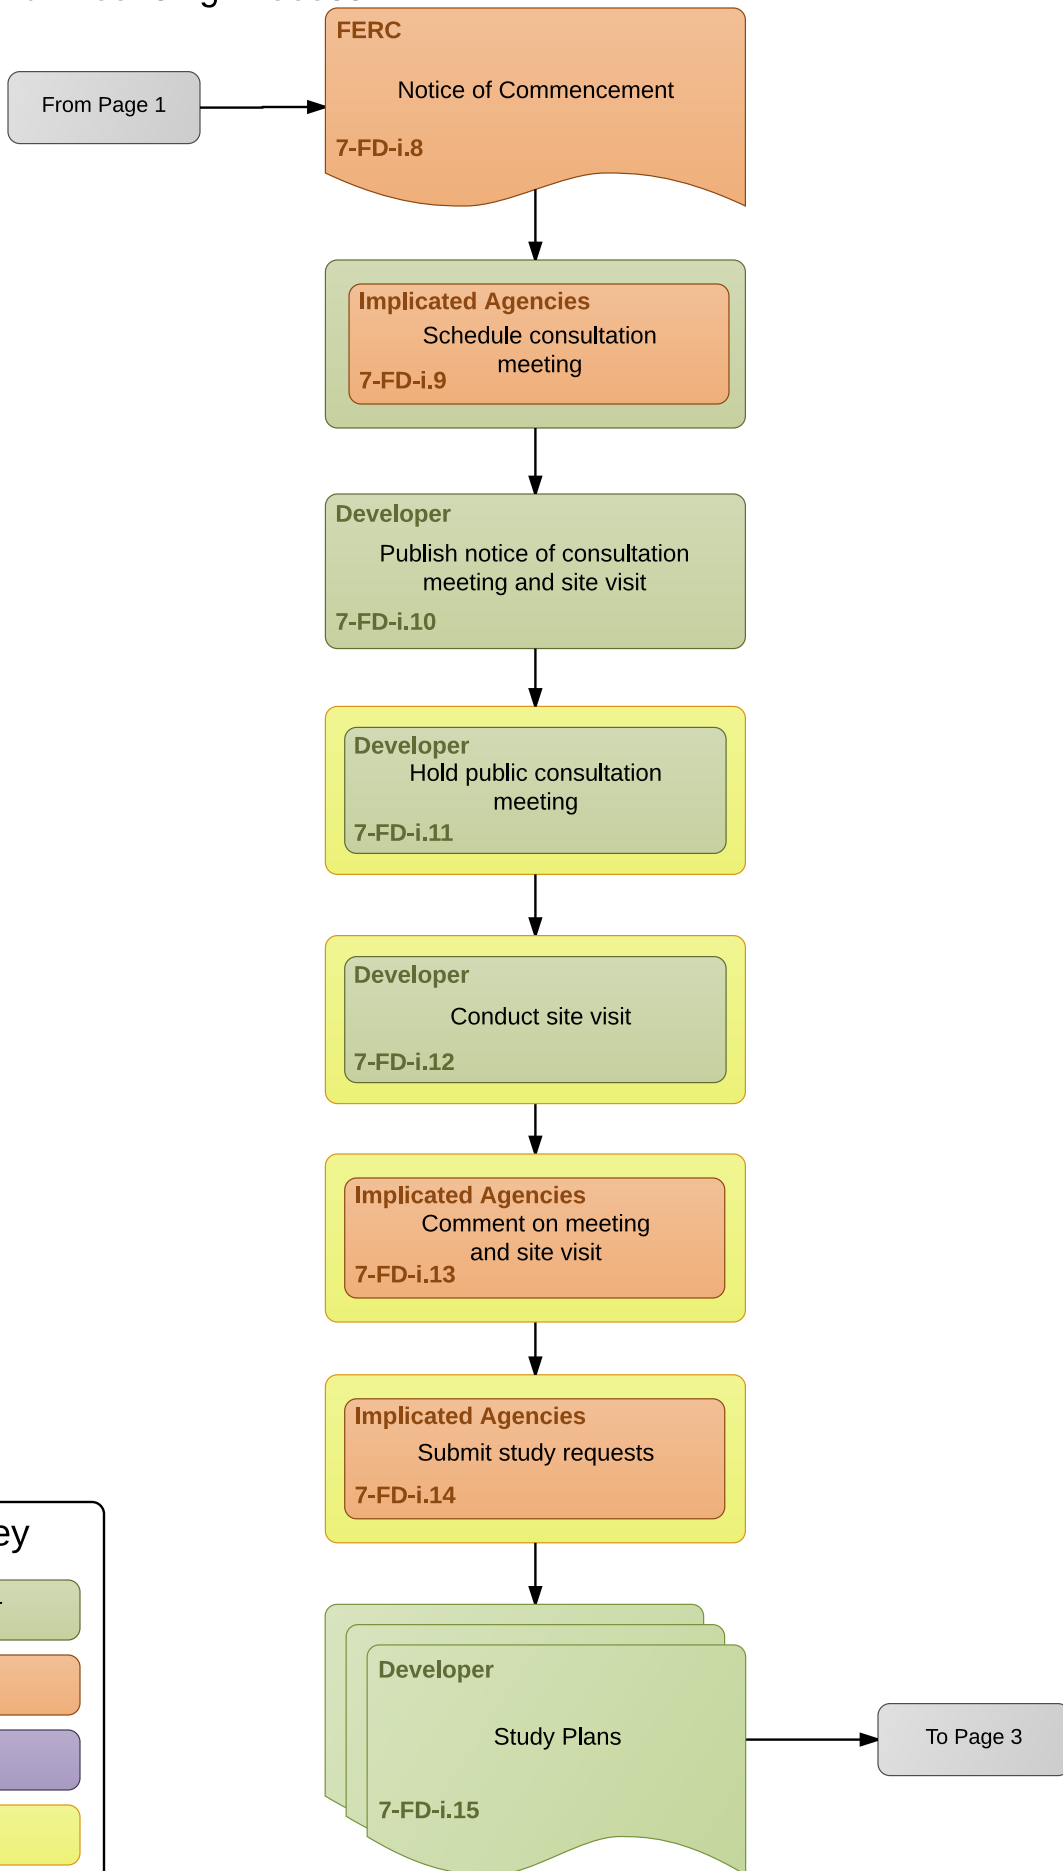 From Page 1
FERC
Notice of Commencement
7-FD-i.8
Implicated Agencies
Schedule consultation
meeting
7-FD-i.9
Developer
Publish notice of consultation
meeting and site visit
7-FD-i.10
Developer
Hold public consultation
meeting
7-FD-i.11
Developer
Conduct site visit
7-FD-i.12
Implicated Agencies
Comment on meeting
and site visit
7-FD-i.13
Implicated Agencies
Submit study requests
7-FD-i.14
Developer
Study Plans
7-FD-i.15
To Page 3
ey